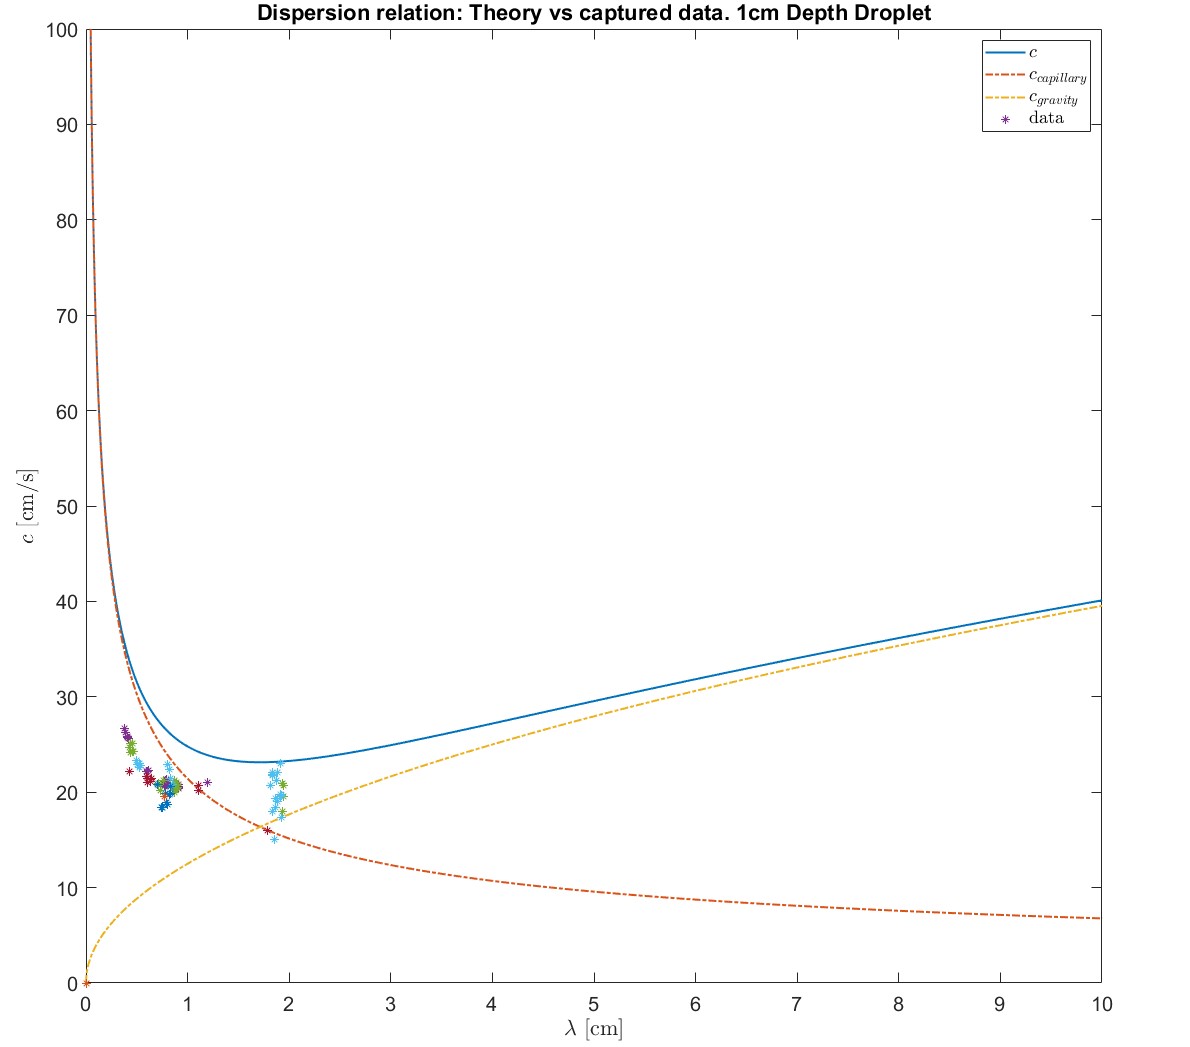 Dispersion relation: Theory vs captured data. 1cm Depth Droplet
c
c_capillary
c_gravity
data
100
90
80
70
60
50
40
30
20
10
0
c [cm/s]
0 1 2 3 4 5 6 7 8 9 10
λ [cm]